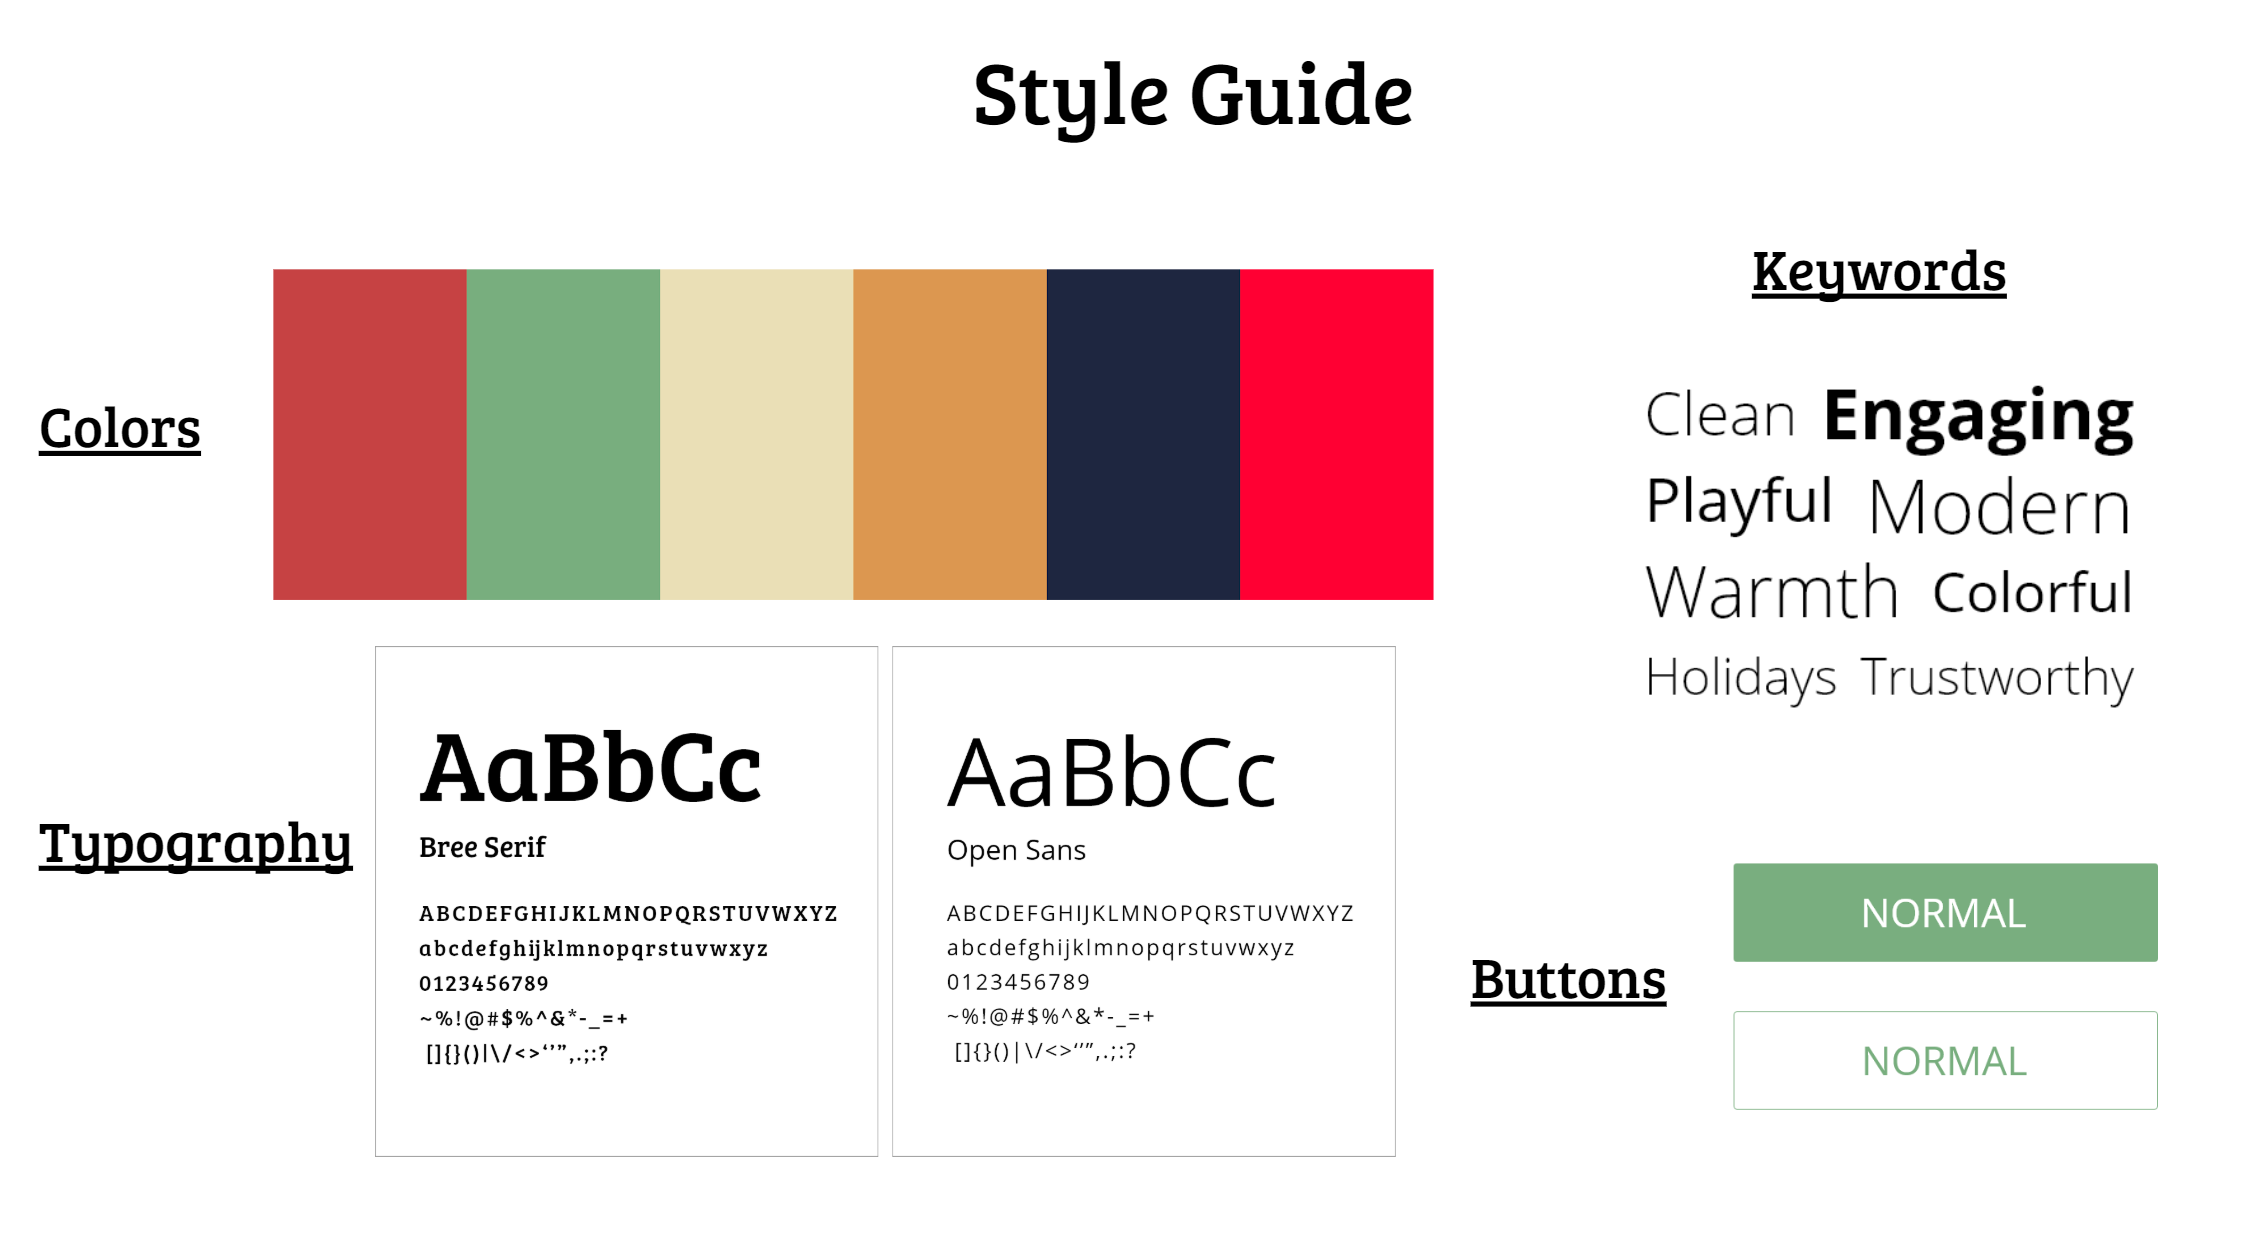 Style Guide
Colors
Keywords
Clean Engaging
Playful Modern
Warmth Colorful
Holidays Trustworthy
Typography
AaBbCc
Bree Serif
ABCDEFGHIJKLMNOPQRSTUVWXYZ
abcdefghijklmnopqrstuvwxyz
0123456789
~%!@#$%^&*-_=+
[]{}()|\/<>‘’”,.;:?
AaBbCc
Open Sans
ABCDEFGHIJKLMNOPQRSTUVWXYZ
abcdefghijklmnopqrstuvwxyz
0123456789
~%!@#$%^&*-_=+
[]{}()|\/<>‘’”,.;:?
Buttons
NORMAL
NORMAL